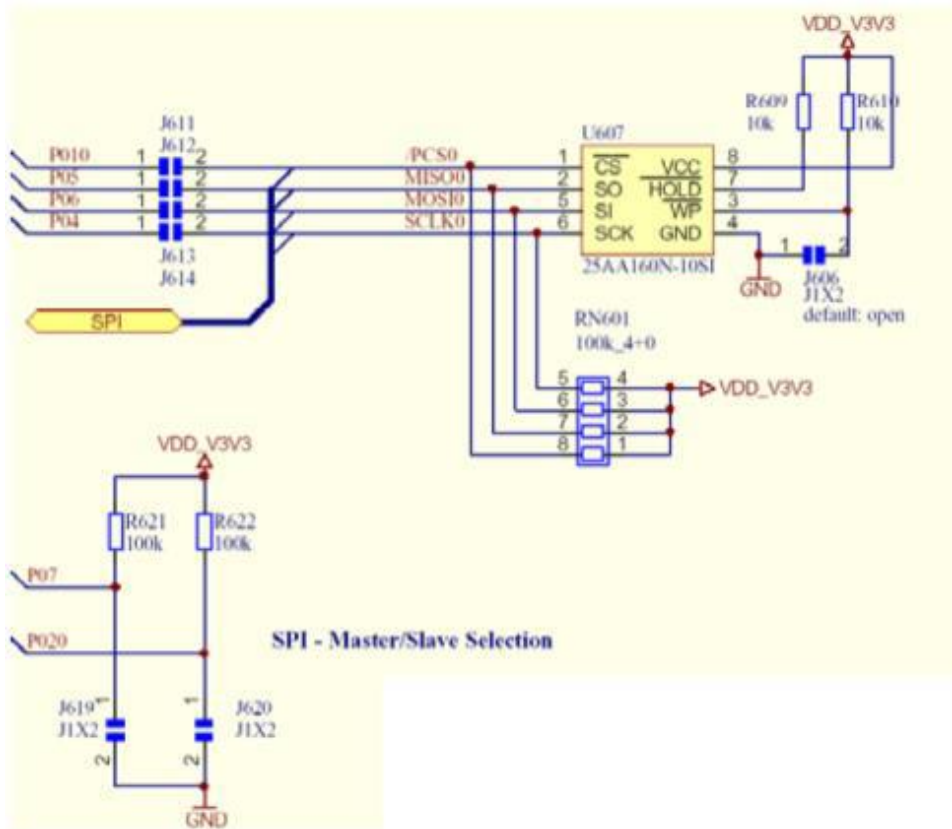 VDD_V3V3
R609
10k
R610
10k
J611
J612
U607
P010 1 2 /PCS0 1 CS VCC 8
P05 1 2 MISO0 2 SO HOLD 7
P06 1 2 MOSI0 5 SI WP 3
P04 1 2 SCLK0 6 SCK GND 4
J613
J614
25AA160N-10SI
1 2
GND
J606
J1X2
default: open
SPI
RN601
100k_4+0
5 4 VDD_V3V3
6 3
7 2
8 1
VDD_V3V3
R621
100k
R622
100k
P07
P020
SPI - Master/Slave Selection
1 1
J619
J1X2
J620
J1X2
2 2
GND